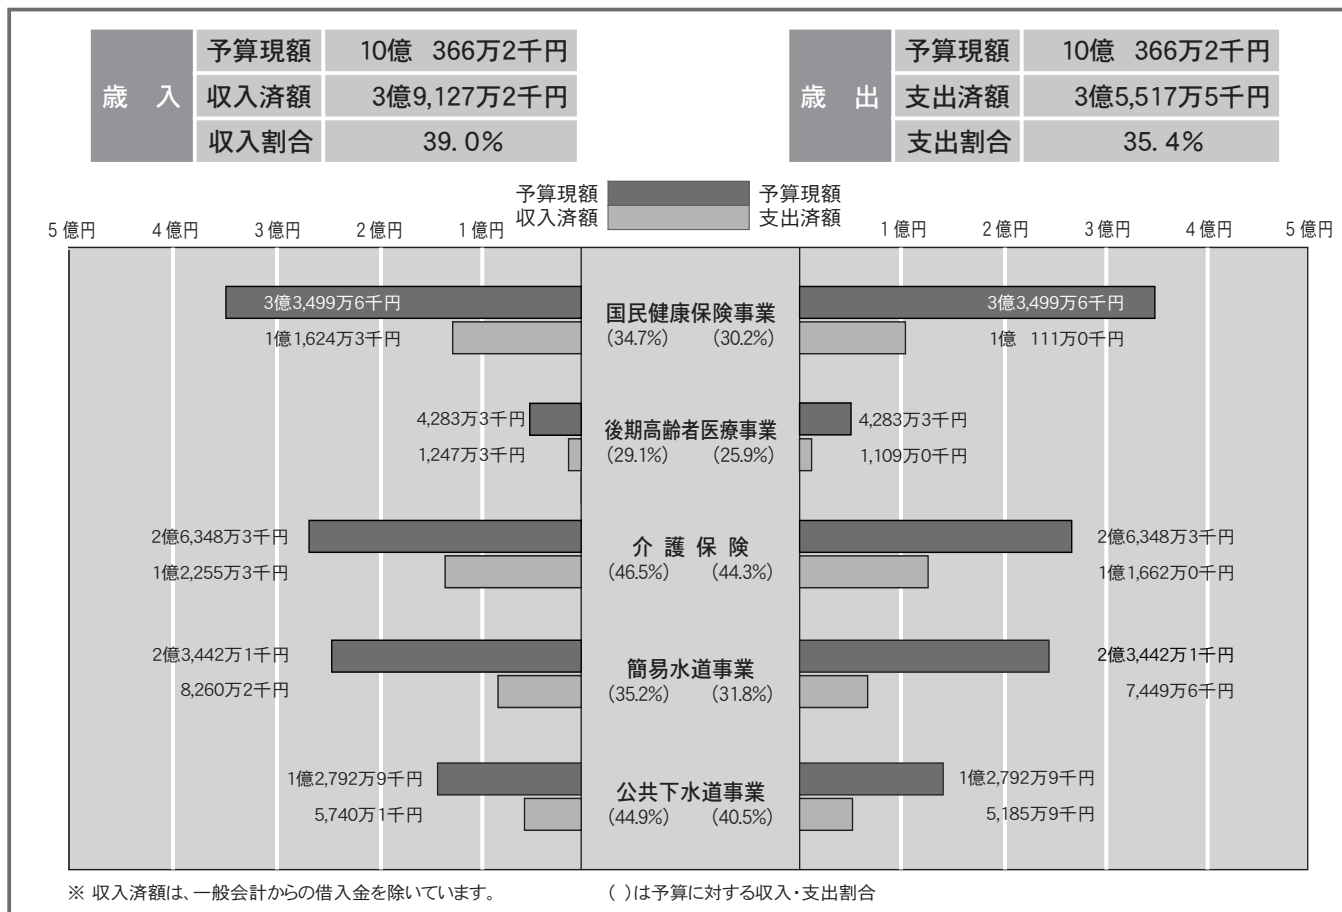 歳 入
予算現額 10億 366万2千円
収入済額 3億9,127万2千円
収入割合 39.0%
歳 出
予算現額 10億 366万2千円
支出済額 3億5,517万5千円
支出割合 35.4%
予算現額 予算現額
収入済額 支出済額
5億円 4億円 3億円 2億円 1億円 1億円 2億円 3億円 4億円 5億円
3億3,499万6千円 国民健康保険事業 3億3,499万6千円
1億1,624万3千円 (34.7%) (30.2%) 1億 111万0千円
4,283万3千円 後期高齢者医療事業 4,283万3千円
1,247万3千円 (29.1%) (25.9%) 1,109万0千円
2億6,348万3千円 介護保険 2億6,348万3千円
1億2,255万3千円 (46.5%) (44.3%) 1億1,662万0千円
2億3,442万1千円 簡易水道事業 2億3,442万1千円
8,260万2千円 (35.2%) (31.8%) 7,449万6千円
1億2,792万9千円 公共下水道事業 1億2,792万9千円
5,740万1千円 (44.9%) (40.5%) 5,185万9千円
※ 収入済額は、一般会計からの借入金を除いています。 ( )は予算に対する収入・支出割合